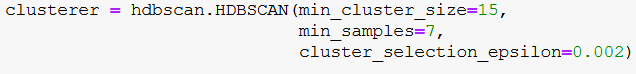 clusterer = hdbscan.HDBSCAN(min_cluster_size=15,
min_samples=7,
cluster_selection_epsilon=0.002)